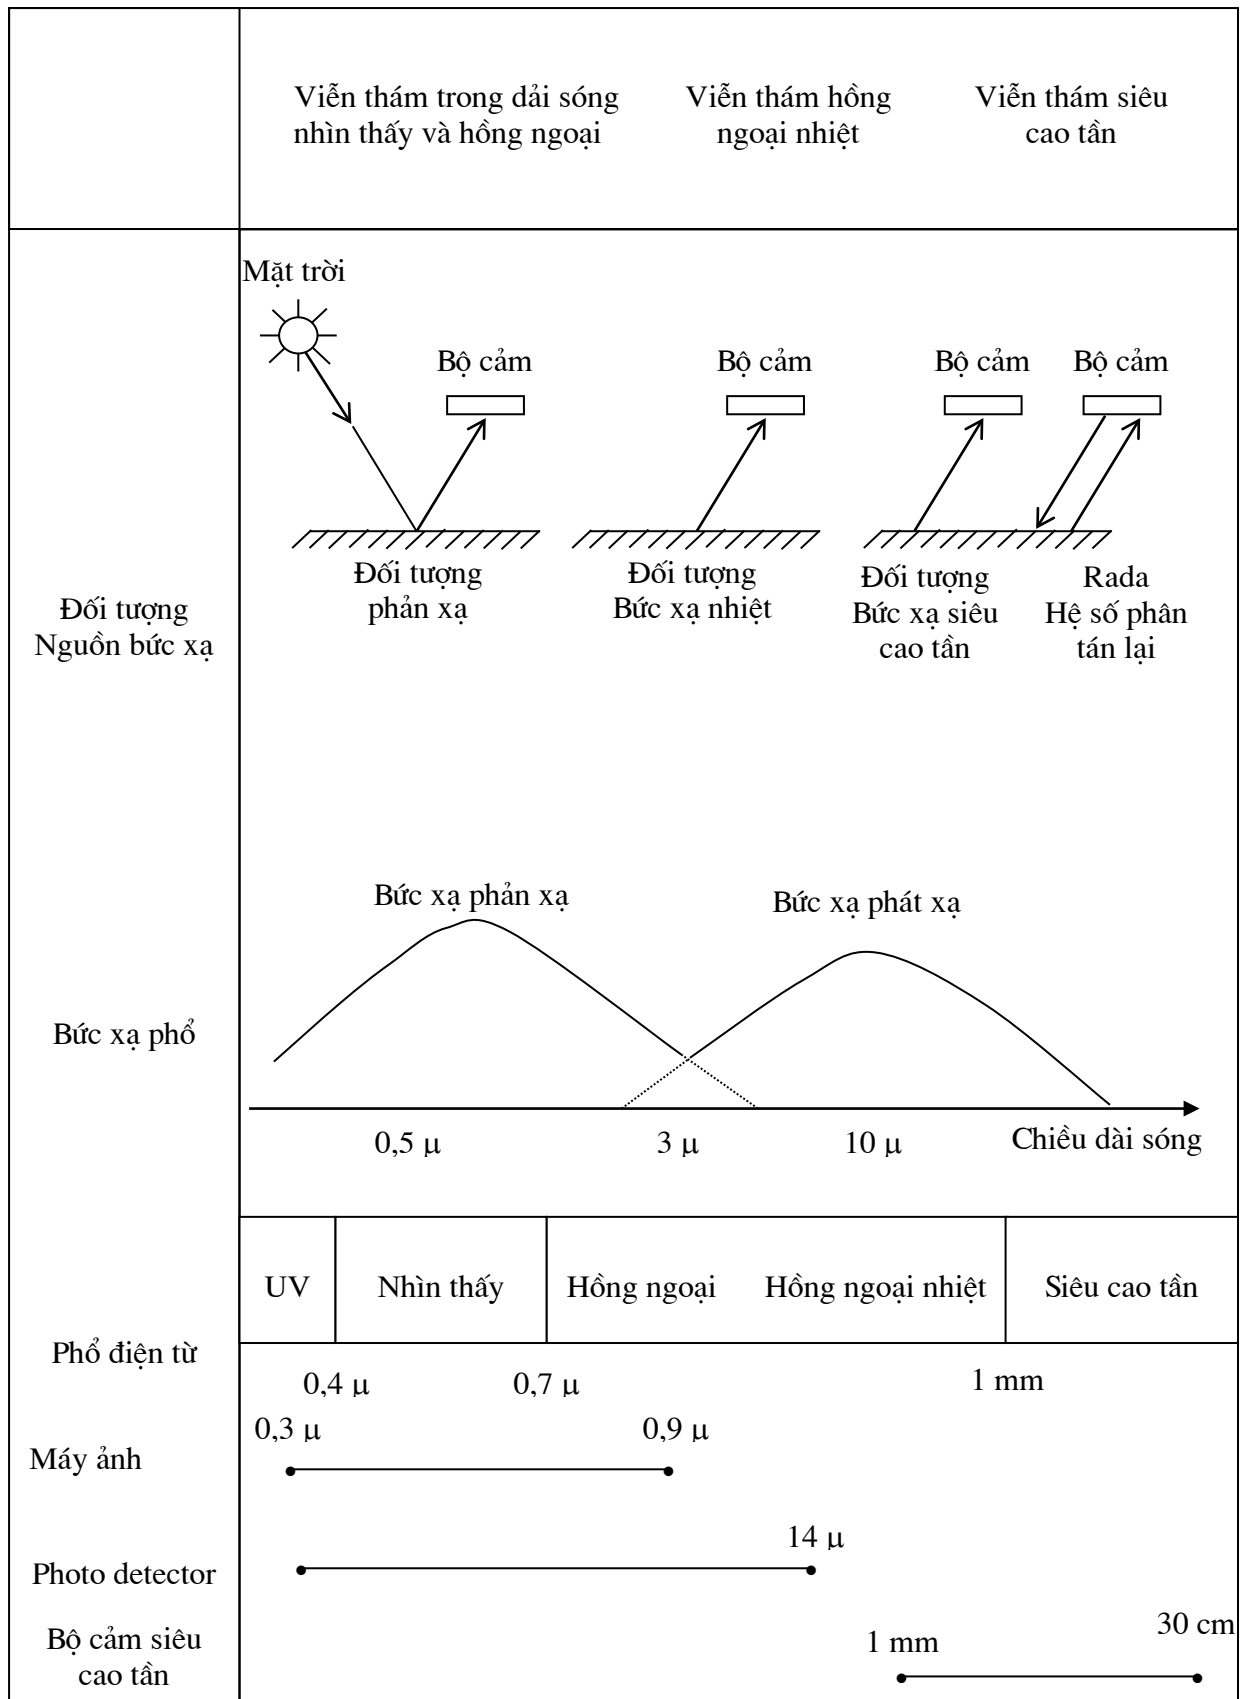 Viễn thám trong dải sóng
nhìn thấy và hồng ngoại
Viễn thám hồng
ngoại nhiệt
Viễn thám siêu
cao tần
Đối tượng
Nguồn bức xạ
Mặt trời
Bộ cảm
Bộ cảm
Bộ cảm
Bộ cảm
Đối tượng
phản xạ
Đối tượng
Bức xạ nhiệt
Đối tượng
Bức xạ siêu
cao tần
Rada
Hệ số phân
tán lại
Bức xạ phổ
Bức xạ phản xạ
Bức xạ phát xạ
0,5 μ
3 μ
10 μ
Chiều dài sóng
Phổ điện từ
UV
Nhìn thấy
Hồng ngoại
Hồng ngoại nhiệt
Siêu cao tần
0,4 μ
0,7 μ
1 mm
Máy ảnh
0,3 μ
0,9 μ
Photo detector
14 μ
Bộ cảm siêu
cao tần
1 mm
30 cm